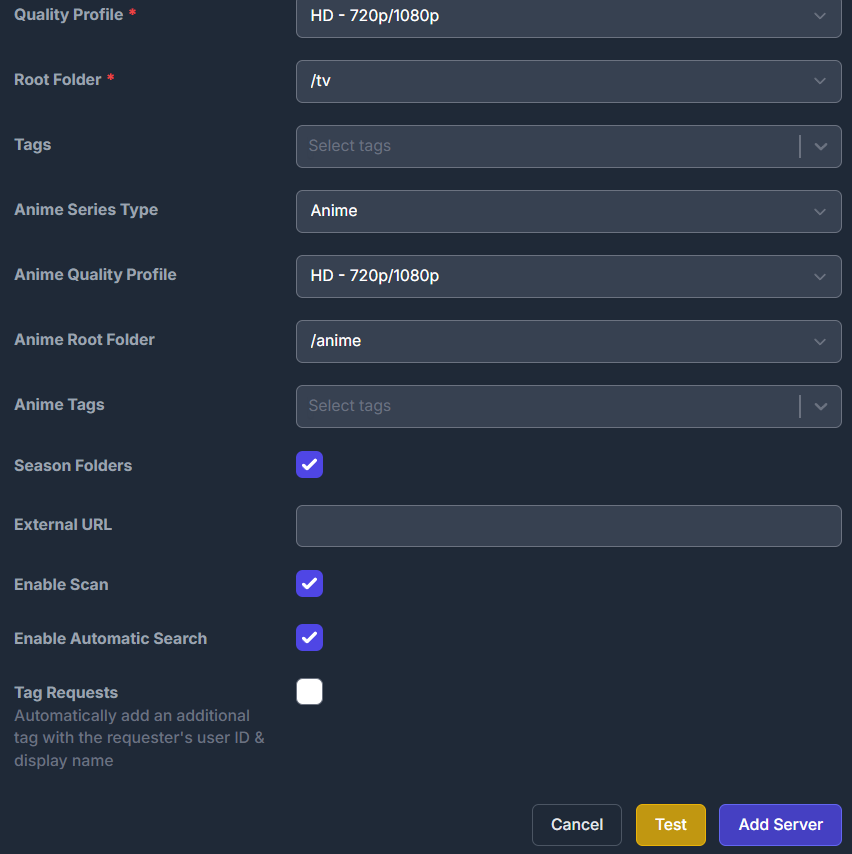 Quality Profile *
HD - 720p/1080p
Root Folder *
/tv
Tags
Select tags
Anime Series Type
Anime
Anime Quality Profile
HD - 720p/1080p
Anime Root Folder
/anime
Anime Tags
Select tags
Season Folders
External URL
Enable Scan
Enable Automatic Search
Tag Requests
Automatically add an additional
tag with the requester's user ID &
display name
Cancel
Test
Add Server